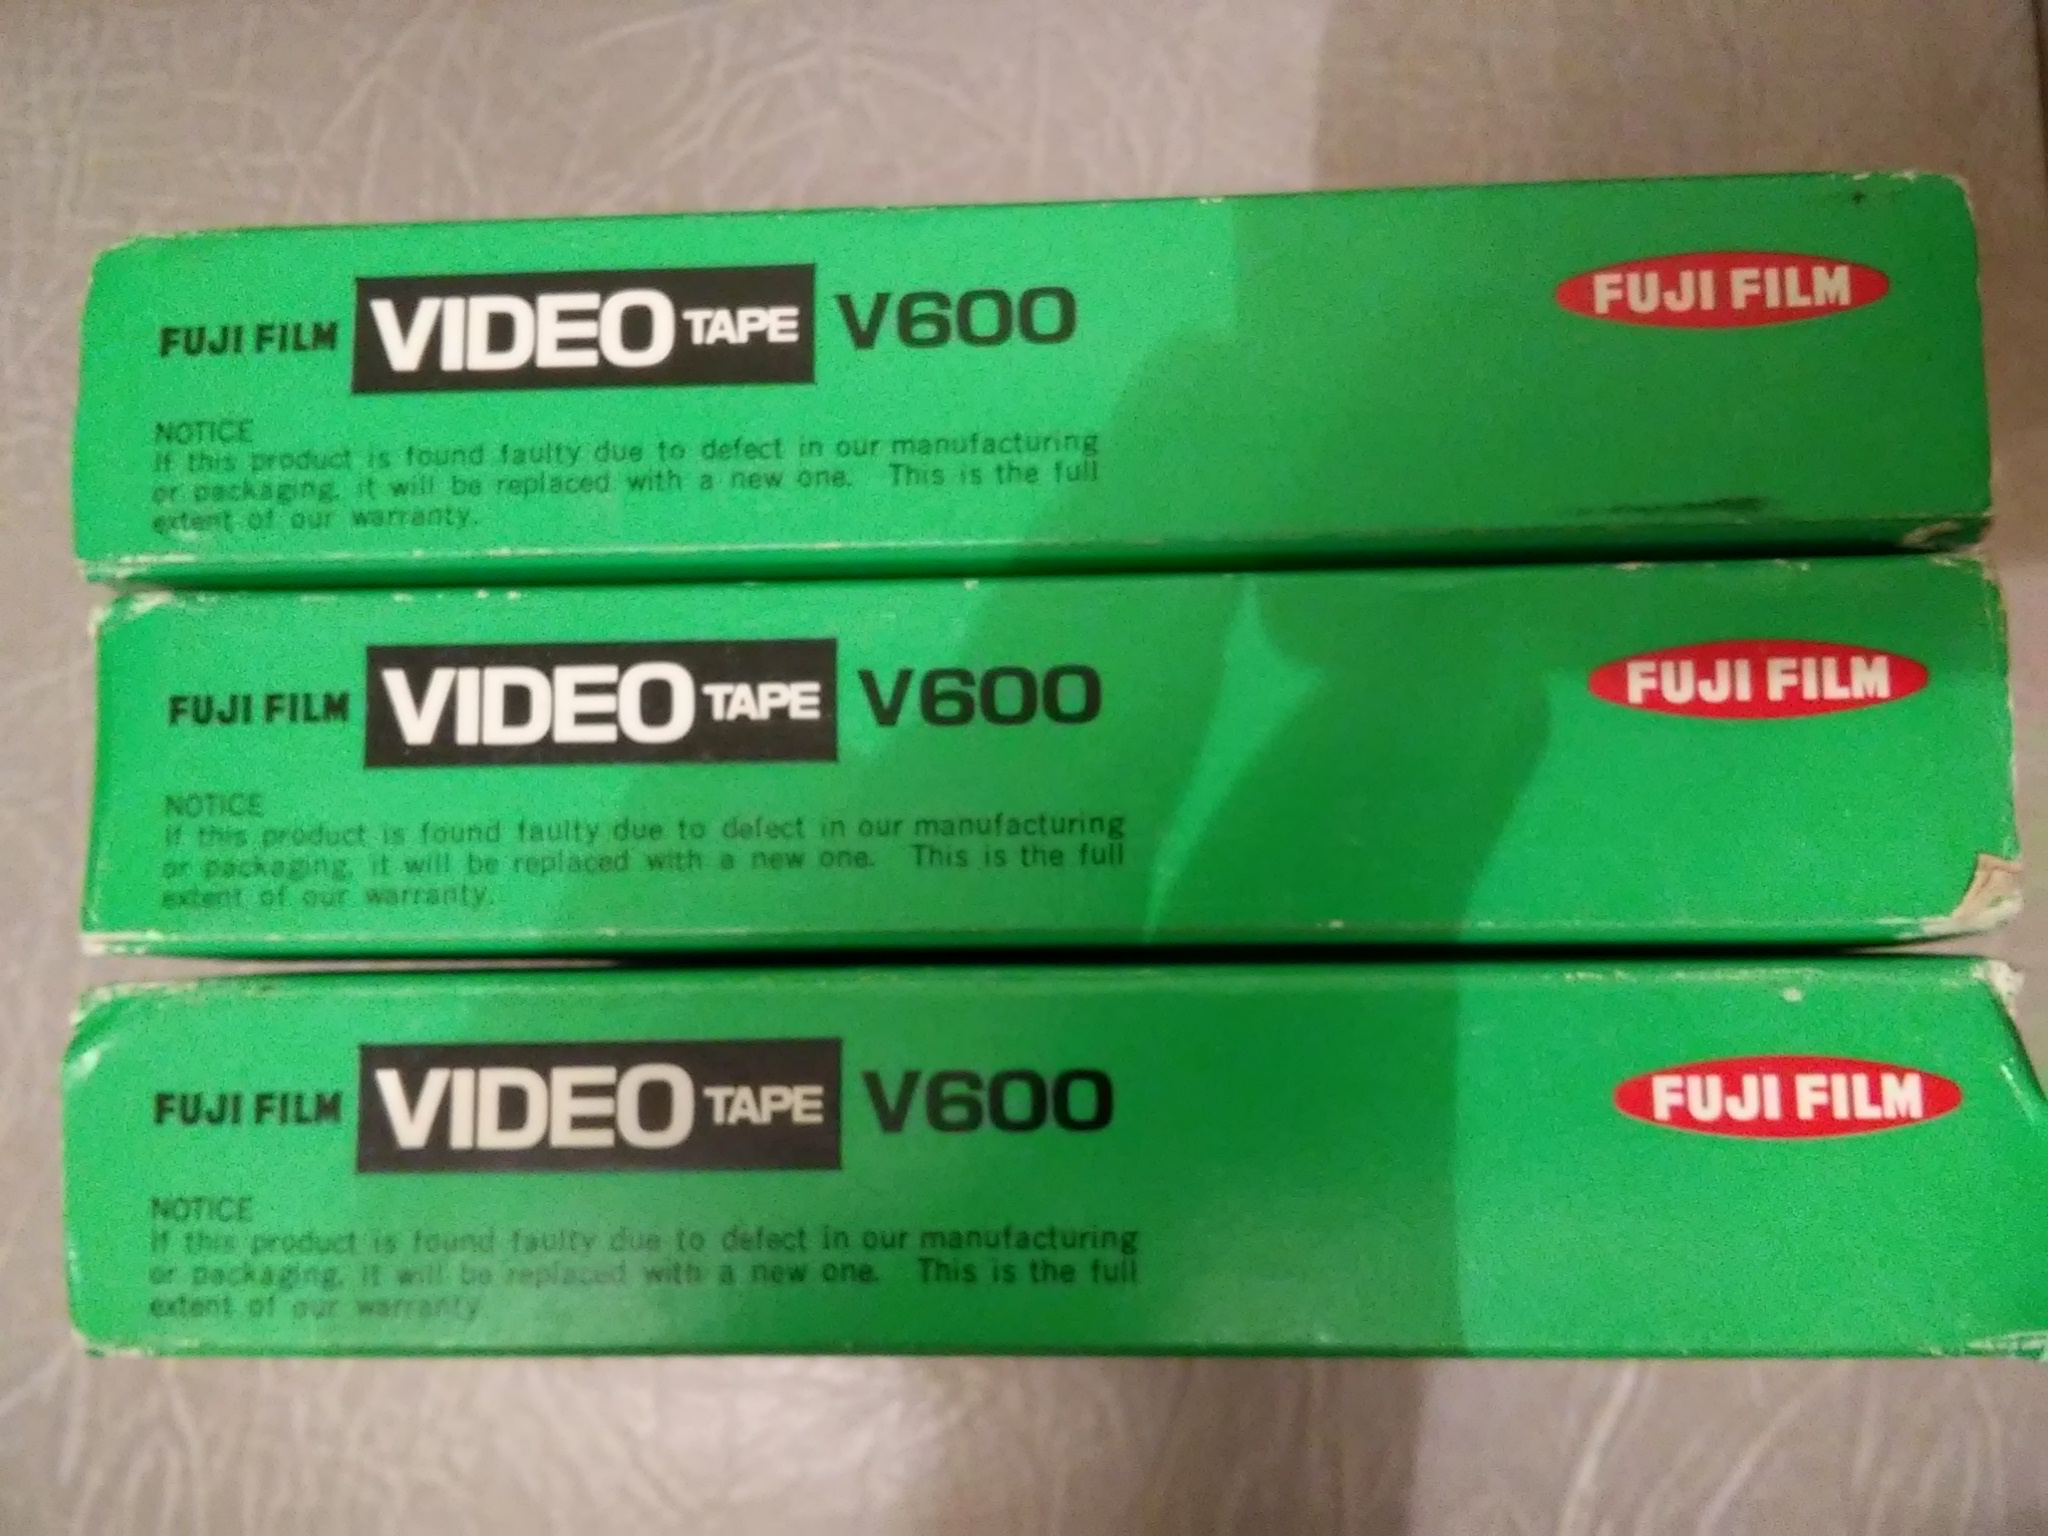 FUJI FILM VIDEO TAPE V600 FUJI FILM
NOTICE
If this product is found faulty due to defect in our manufacturing
or packaging, it will be replaced with a new one. This is the full
extent of our warranty.
FUJI FILM VIDEO TAPE V600 FUJI FILM
NOTICE
If this product is found faulty due to defect in our manufacturing
or packaging, it will be replaced with a new one. This is the full
extent of our warranty.
FUJI FILM VIDEO TAPE V600 FUJI FILM
NOTICE
If this product is found faulty due to defect in our manufacturing
or packaging, it will be replaced with a new one. This is the full
extent of our warranty.